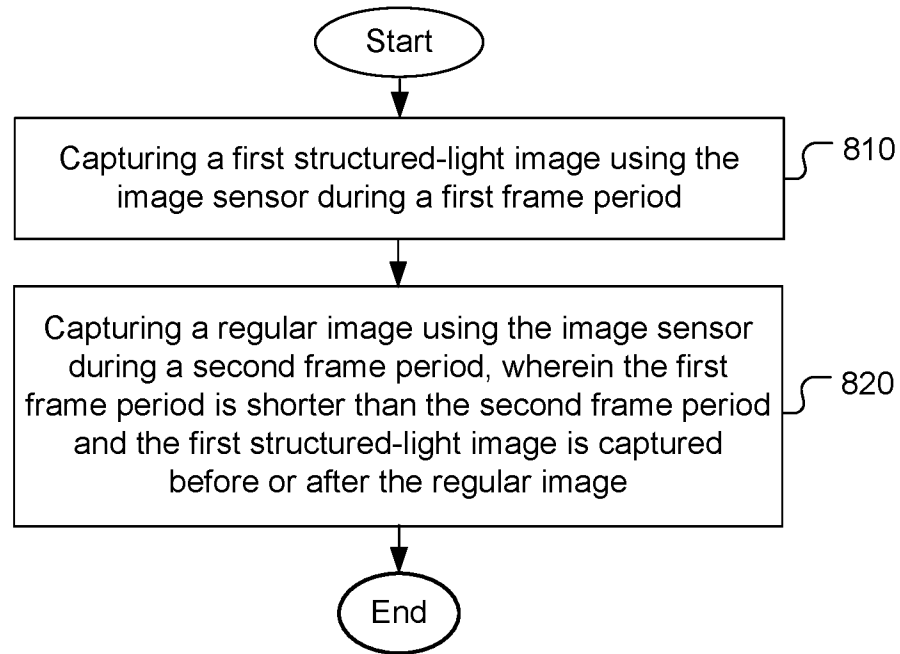 Start
Capturing a first structured-light image using the
image sensor during a first frame period
810
Capturing a regular image using the image sensor
during a second frame period, wherein the first
frame period is shorter than the second frame period
and the first structured-light image is captured
before or after the regular image
820
End